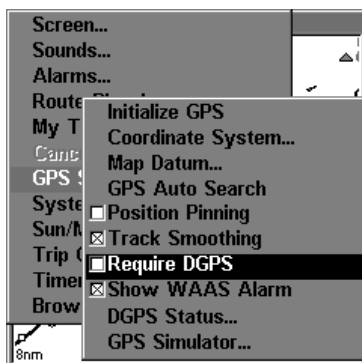 Screen...
Sounds...
Alarms...
Route
My T
Canc
GPS S
Syste
Sun/
Trip
Timer
Brow
8nm
Initialize GPS
Coordinate System...
Map Datum...
GPS Auto Search
Position Pinning
Track Smoothing
Require DGPS
Show WAAS Alarm
DGPS Status...
GPS Simulator...